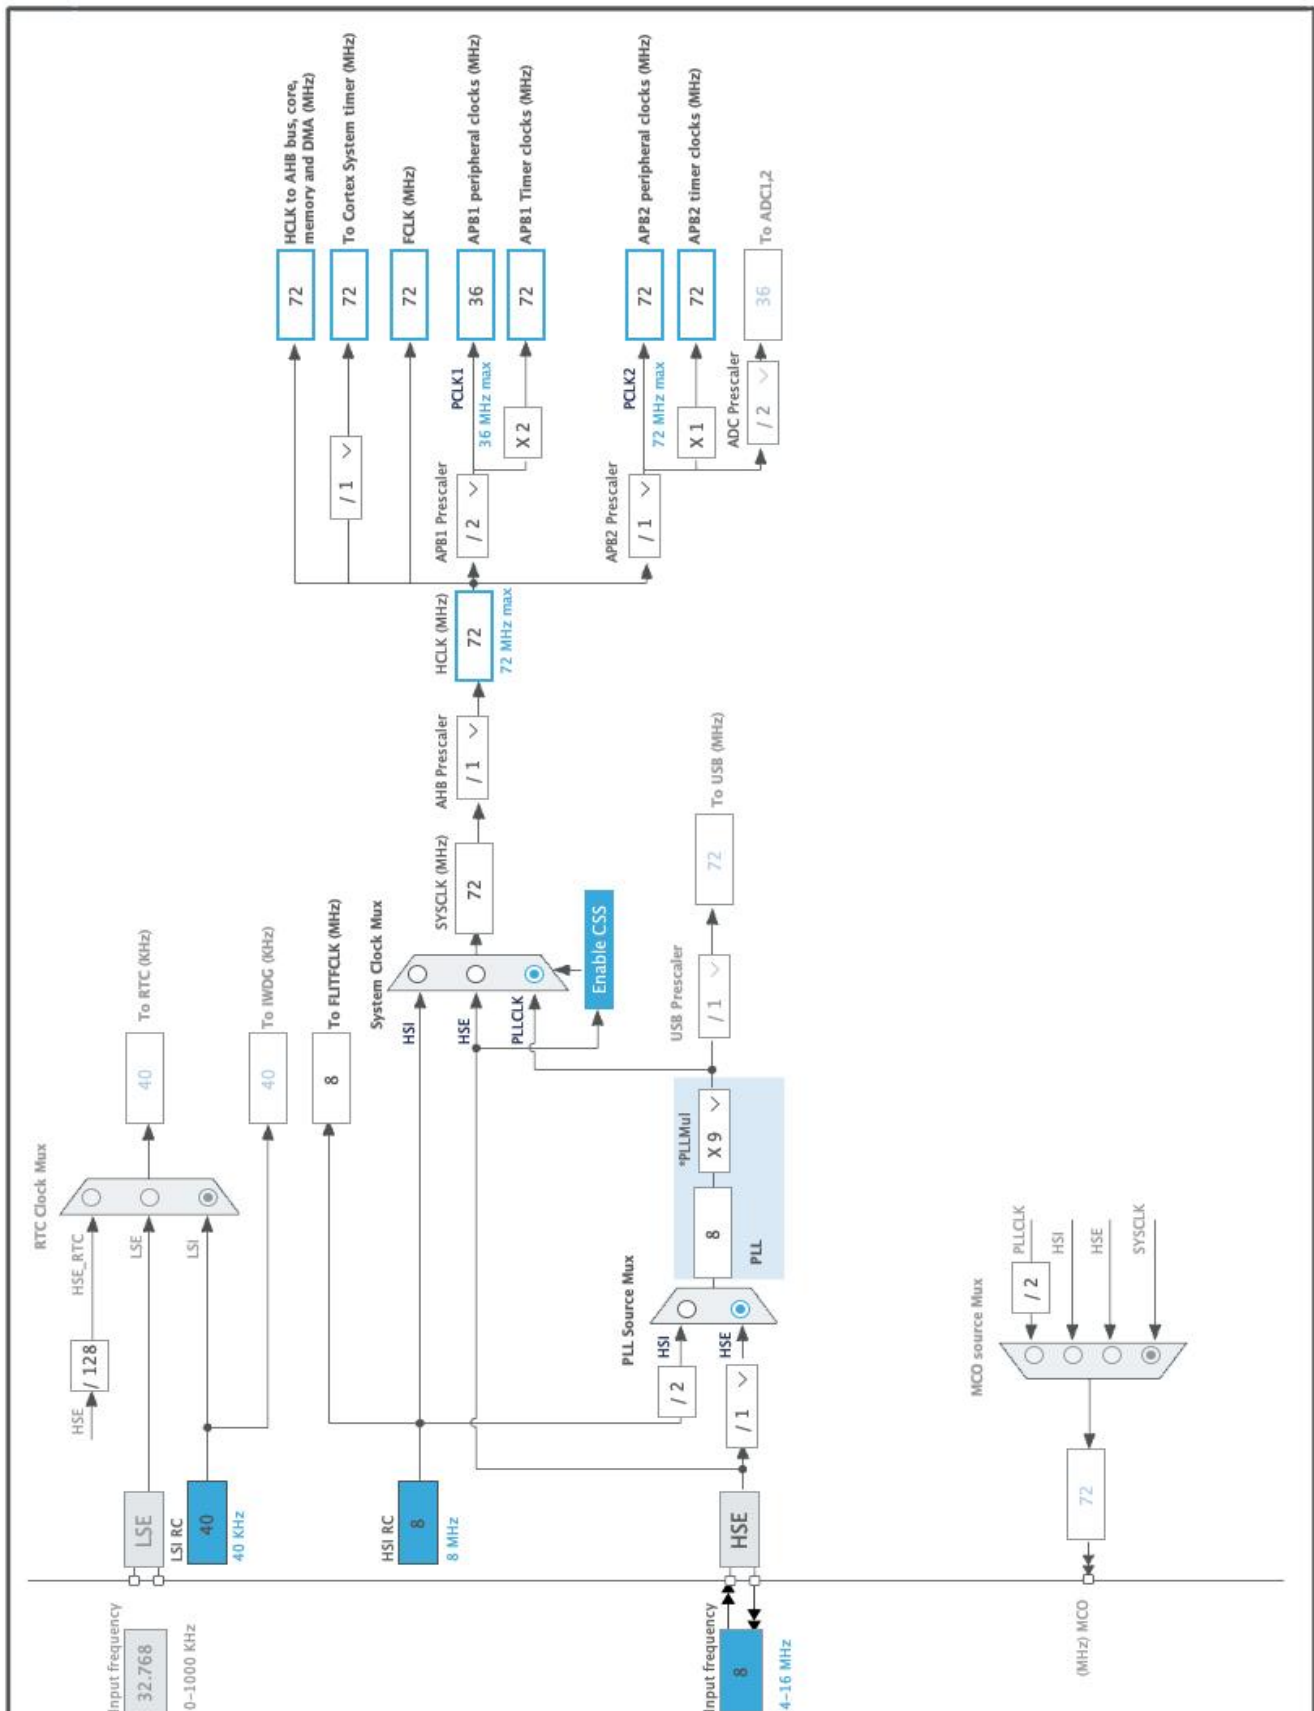 Input frequency
32.768
0-1000 KHz
LSE
LSI RC
40
40 KHz
HSE
/ 128
HSE_RTC
LSE
LSI
RTC Clock Mux
40
To RTC (KHz)
40
To IWDG (KHz)
8
To FLITFCLK (MHz)
HSI RC
8
8 MHz
System Clock Mux
HSI
HSE
PLLCLK
Enable CSS
SYSCLK (MHz)
72
AHB Prescaler
/ 1
HCLK (MHz)
72
72 MHz max
HCLK to AHB bus, core,
memory and DMA (MHz)
72
/ 1
72
To Cortex System timer (MHz)
72
FCLK (MHz)
APB1 Prescaler
/ 2
PCLK1
36 MHz max
36
APB1 peripheral clocks (MHz)
X 2
72
APB1 Timer clocks (MHz)
APB2 Prescaler
/ 1
PCLK2
72 MHz max
72
APB2 peripheral clocks (MHz)
X 1
72
APB2 timer clocks (MHz)
ADC Prescaler
/ 2
36
To ADC1,2
Input frequency
8
4-16 MHz
HSE
/ 2
/ 1
PLL Source Mux
HSI
HSE
8
*PLLMul
X 9
PLL
USB Prescaler
/ 1
72
To USB (MHz)
MCO source Mux
PLLCLK
/ 2
HSI
HSE
SYSCLK
72
(MHz) MCO